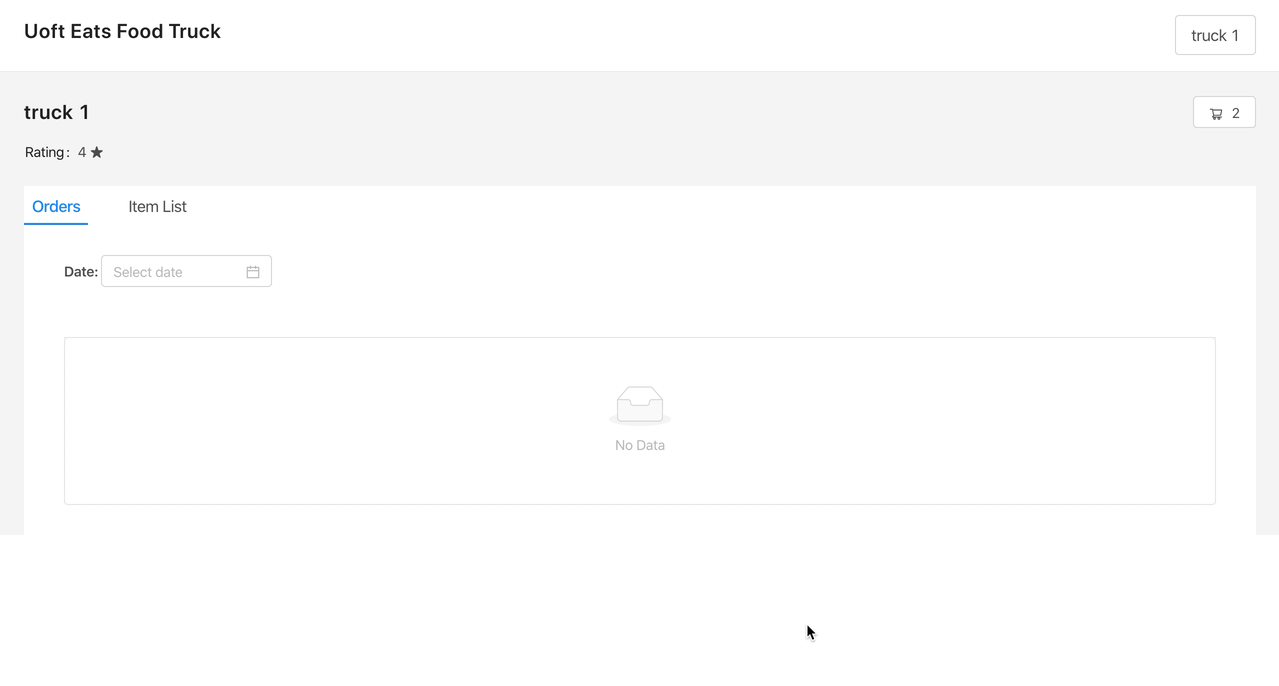 Uoft Eats Food Truck
truck 1
truck 1
2
Rating: 4
Orders
Item List
Date: Select date
No Data